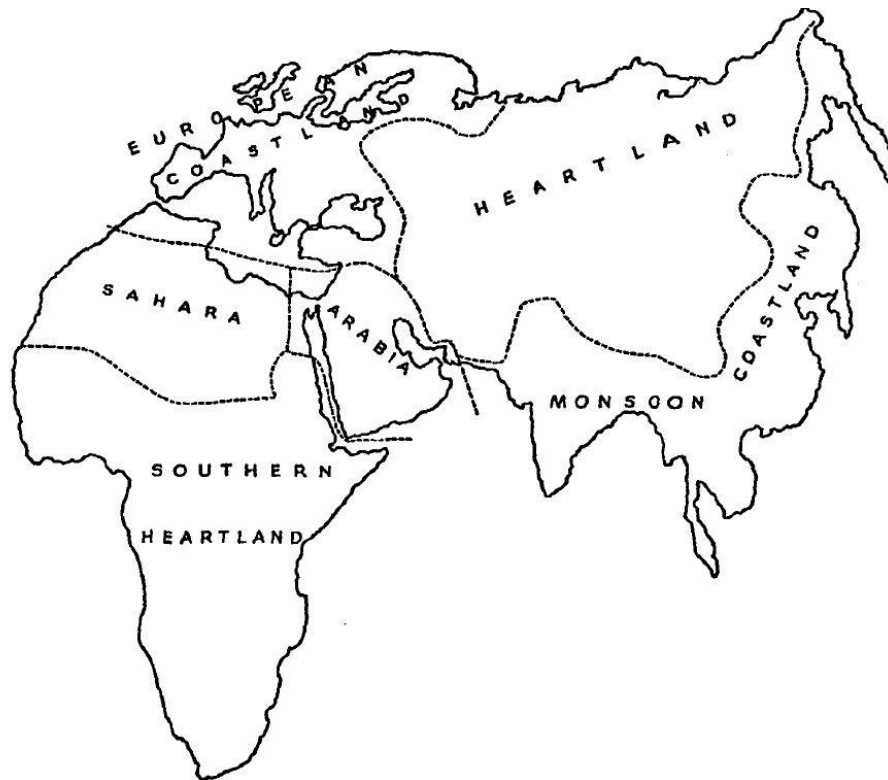 EUROPEAN
COASTLAND
HEARTLAND
SAHARA
ARABIA
MONSOON
COASTLAND
SOUTHERN
HEARTLAND